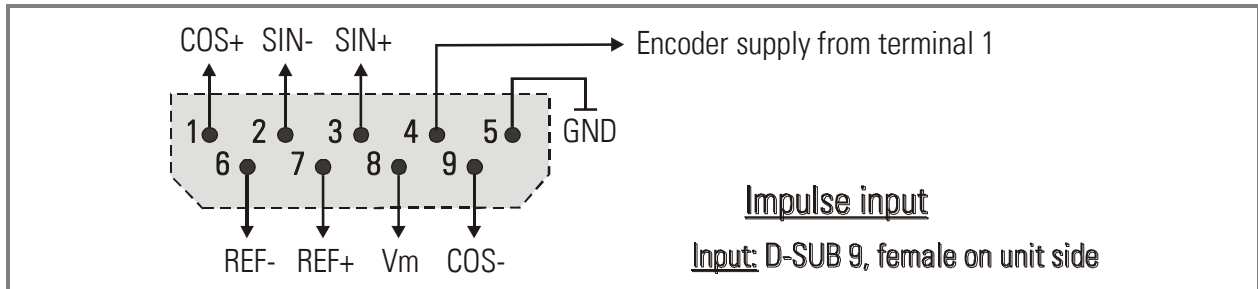 COS+ SIN- SIN+
Encoder supply from terminal 1
1 2 3 4 5 GND
6 7 8 9
Impulse input
REF- REF+ Vm COS-
Input: D-SUB 9, female on unit side